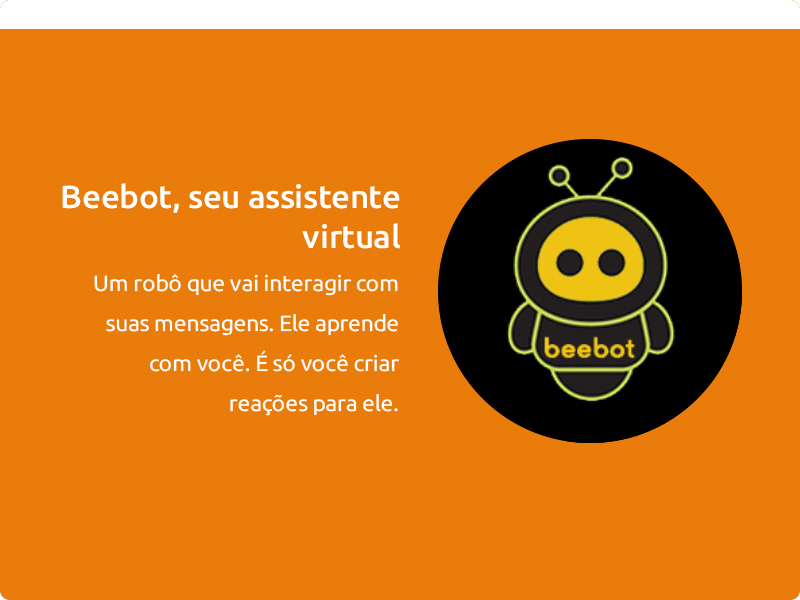 Beebot, seu assistente
virtual
Um robô que vai interagir com
suas mensagens. Ele aprende
com você. É só você criar
reações para ele.
beebot